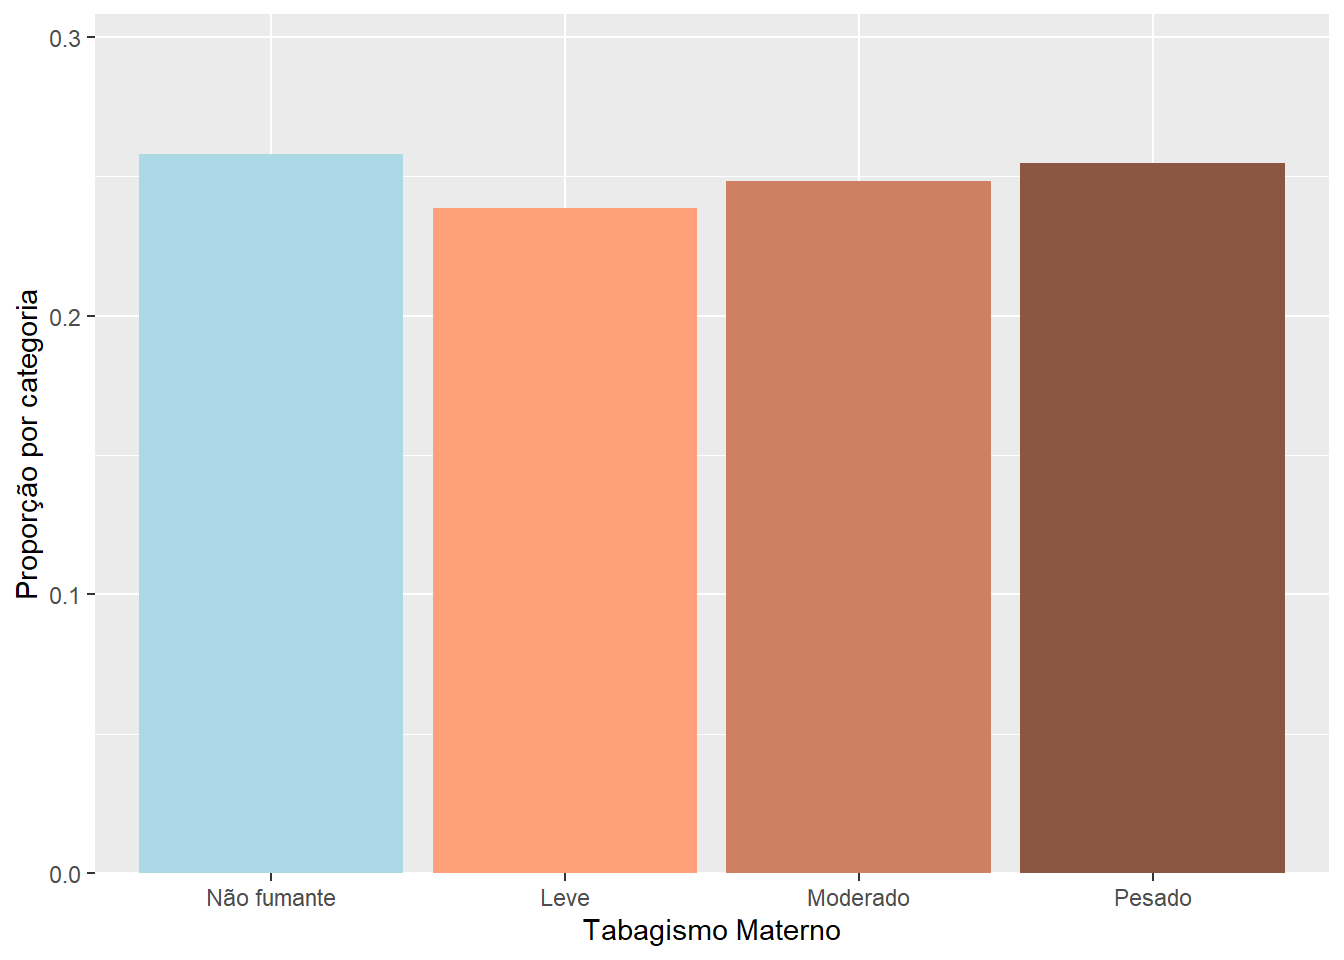 0.3
0.2
0.1
0.0
Proporção por categoria
Não fumante
Leve
Moderado
Pesado
Tabagismo Materno